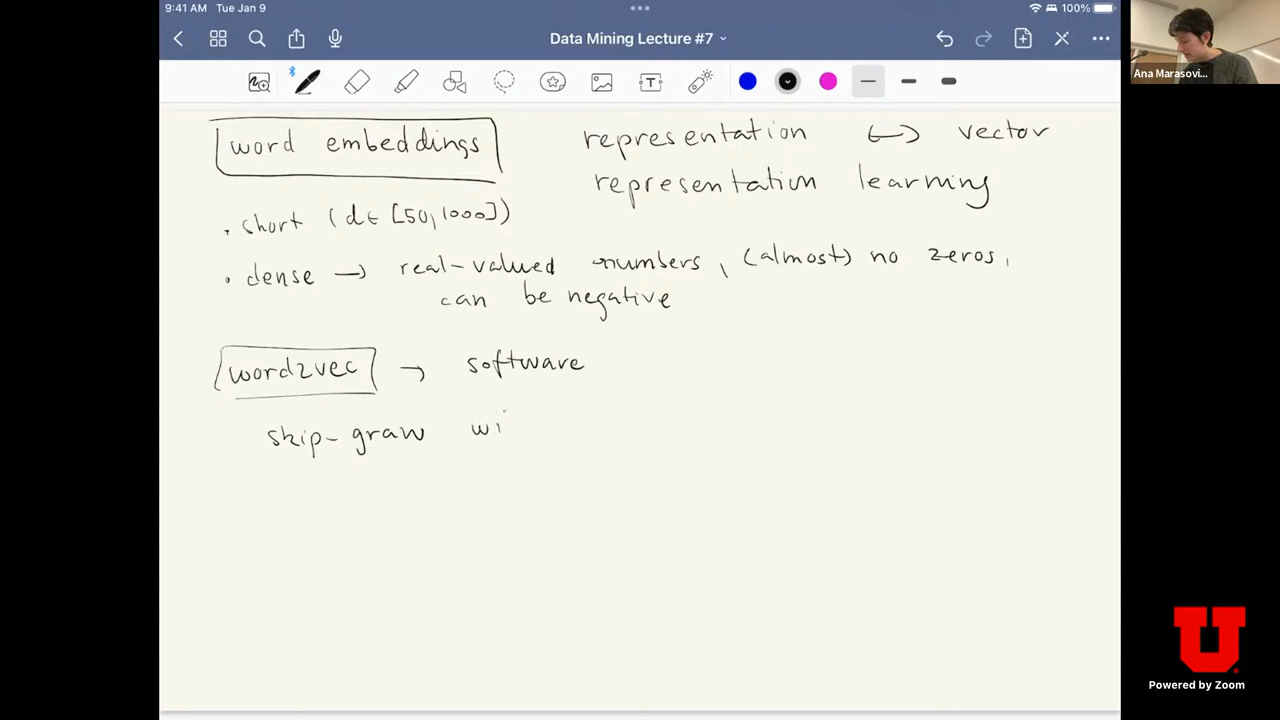 9:41 AM Tue Jan 9
100%
Data Mining Lecture #7
word embeddings
representation ↔ vector
representation learning
. short (d ∈ [50, 1000])
. dense → real-valued numbers, (almost) no zeros,
can be negative
word2vec → software
skip-gram wi
Ana Marasovi...
U
Powered by Zoom